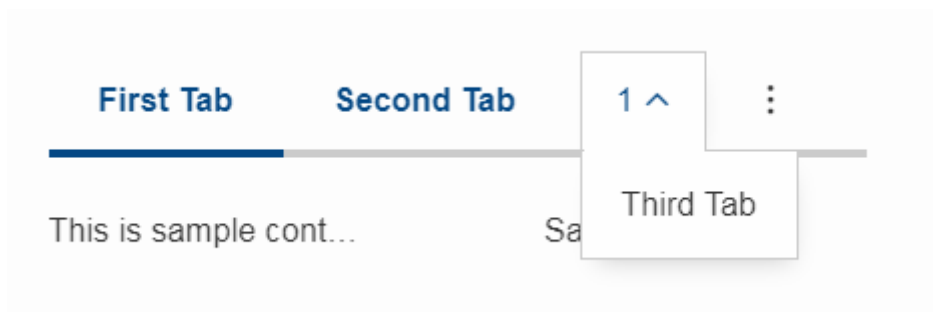 First Tab Second Tab 1
Third Tab
This is sample cont... Sa